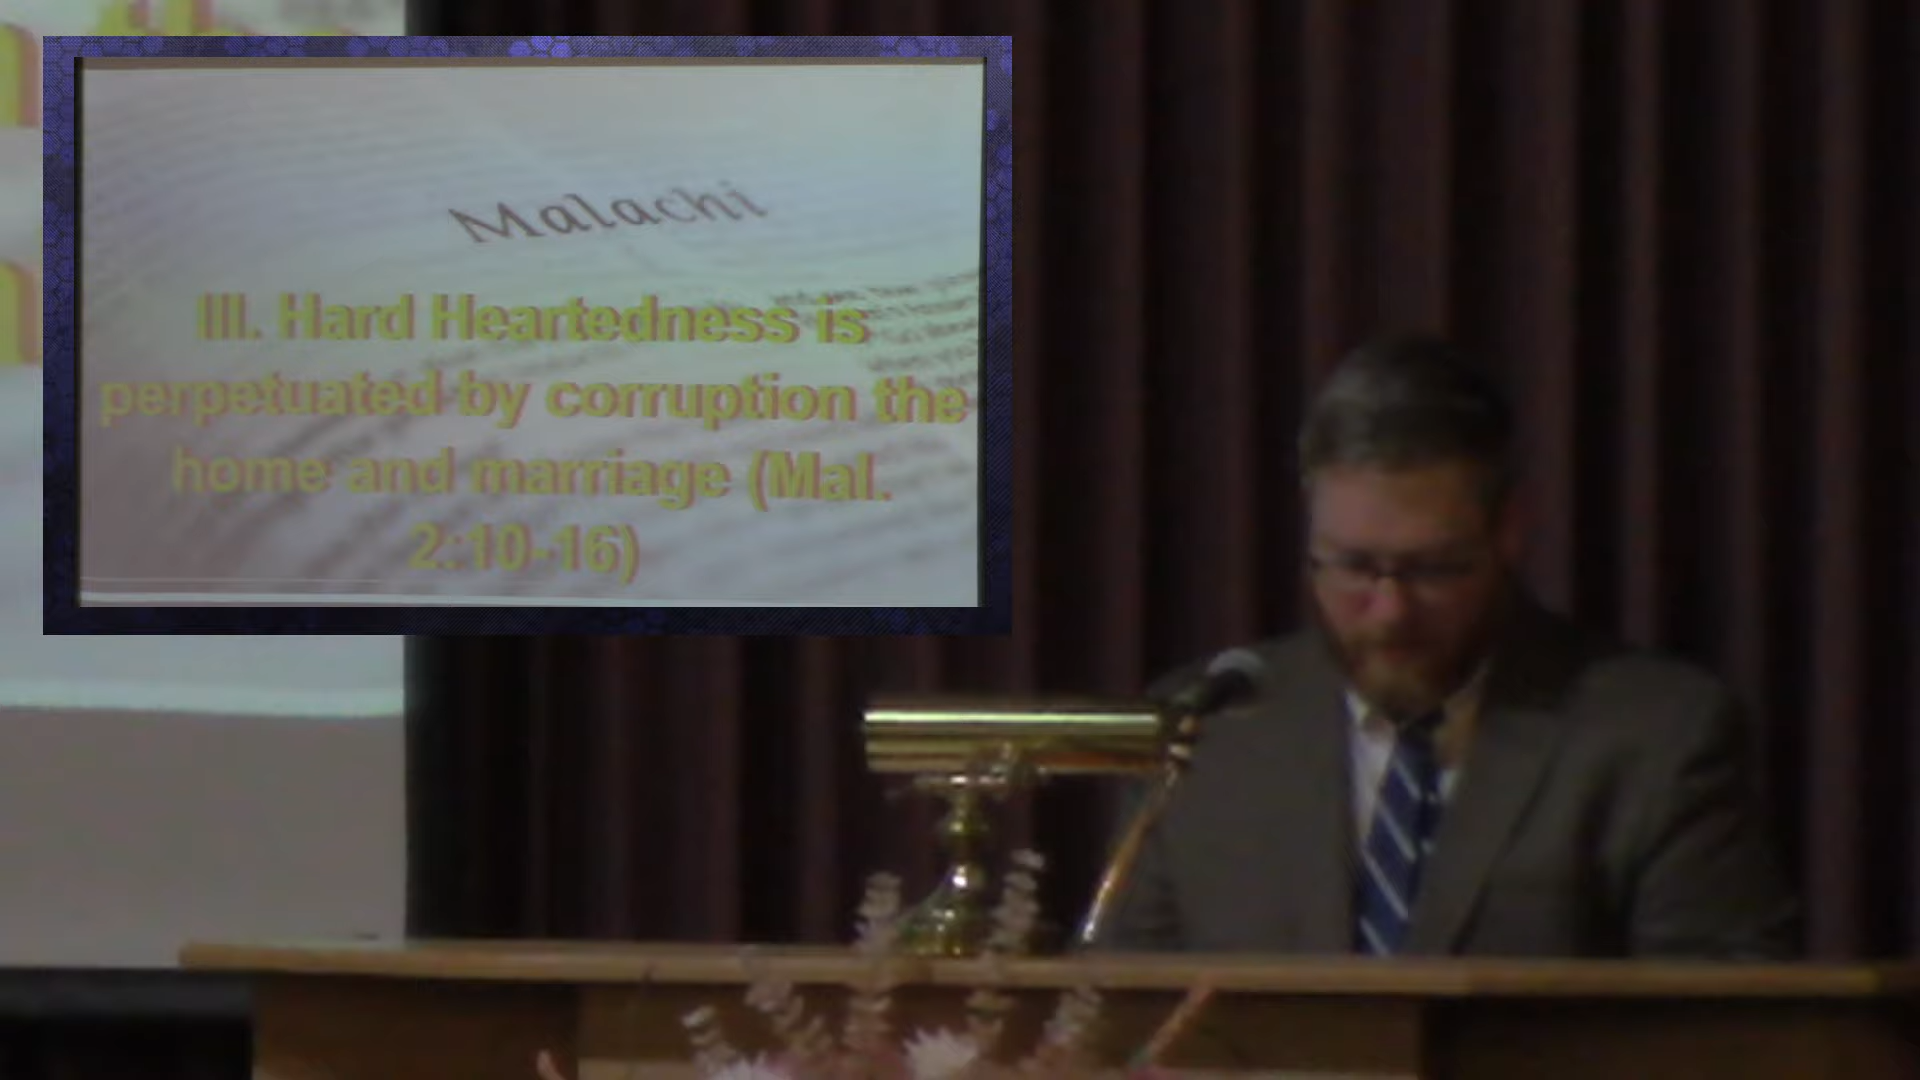 Malachi
III. Hard Heartedness is
perpetuated by corruption the
home and marriage (Mal.
2:10-16)